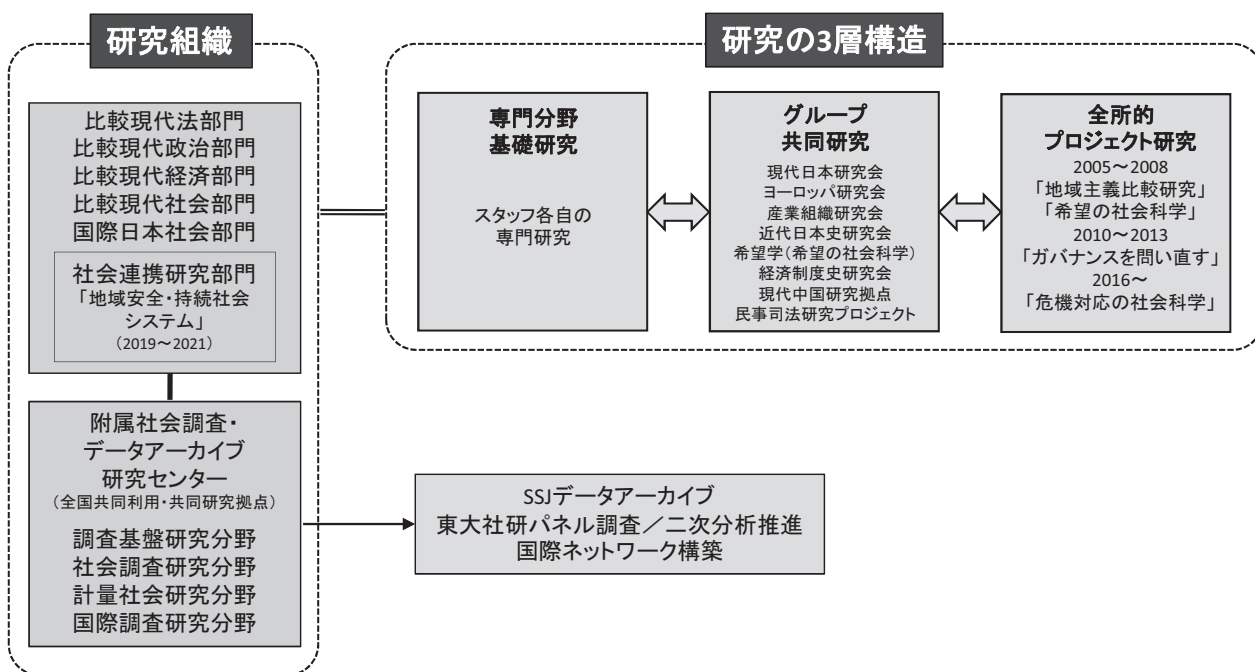 研究組織
比較現代法部門
比較現代政治部門
比較現代経済部門
比較現代社会部門
国際日本社会部門
社会連携研究部門
「地域安全・持続社会
システム」
（2019～2021）
附属社会調査・
データアーカイブ
研究センター
（全国共同利用・共同研究拠点）
調査基盤研究分野
社会調査研究分野
計量社会研究分野
国際調査研究分野
研究の3層構造
専門分野
基礎研究
スタッフ各自の
専門研究
グループ
共同研究
現代日本研究会
ヨーロッパ研究会
産業組織研究会
近代日本史研究会
希望学（希望の社会科学）
経済制度史研究会
現代中国研究拠点
民事司法研究プロジェクト
全所的
プロジェクト研究
2005～2008
「地域主義比較研究」
「希望の社会科学」
2010～2013
「ガバナンスを問い直す」
2016～
「危機対応の社会科学」
SSJデータアーカイブ
東大社研パネル調査／二次分析推進
国際ネットワーク構築